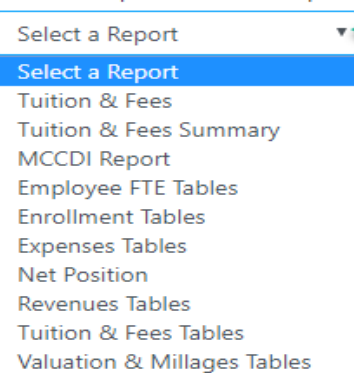 Select a Report
Select a Report
Tuition & Fees
Tuition & Fees Summary
MCCDI Report
Employee FTE Tables
Enrollment Tables
Expenses Tables
Net Position
Revenues Tables
Tuition & Fees Tables
Valuation & Millages Tables